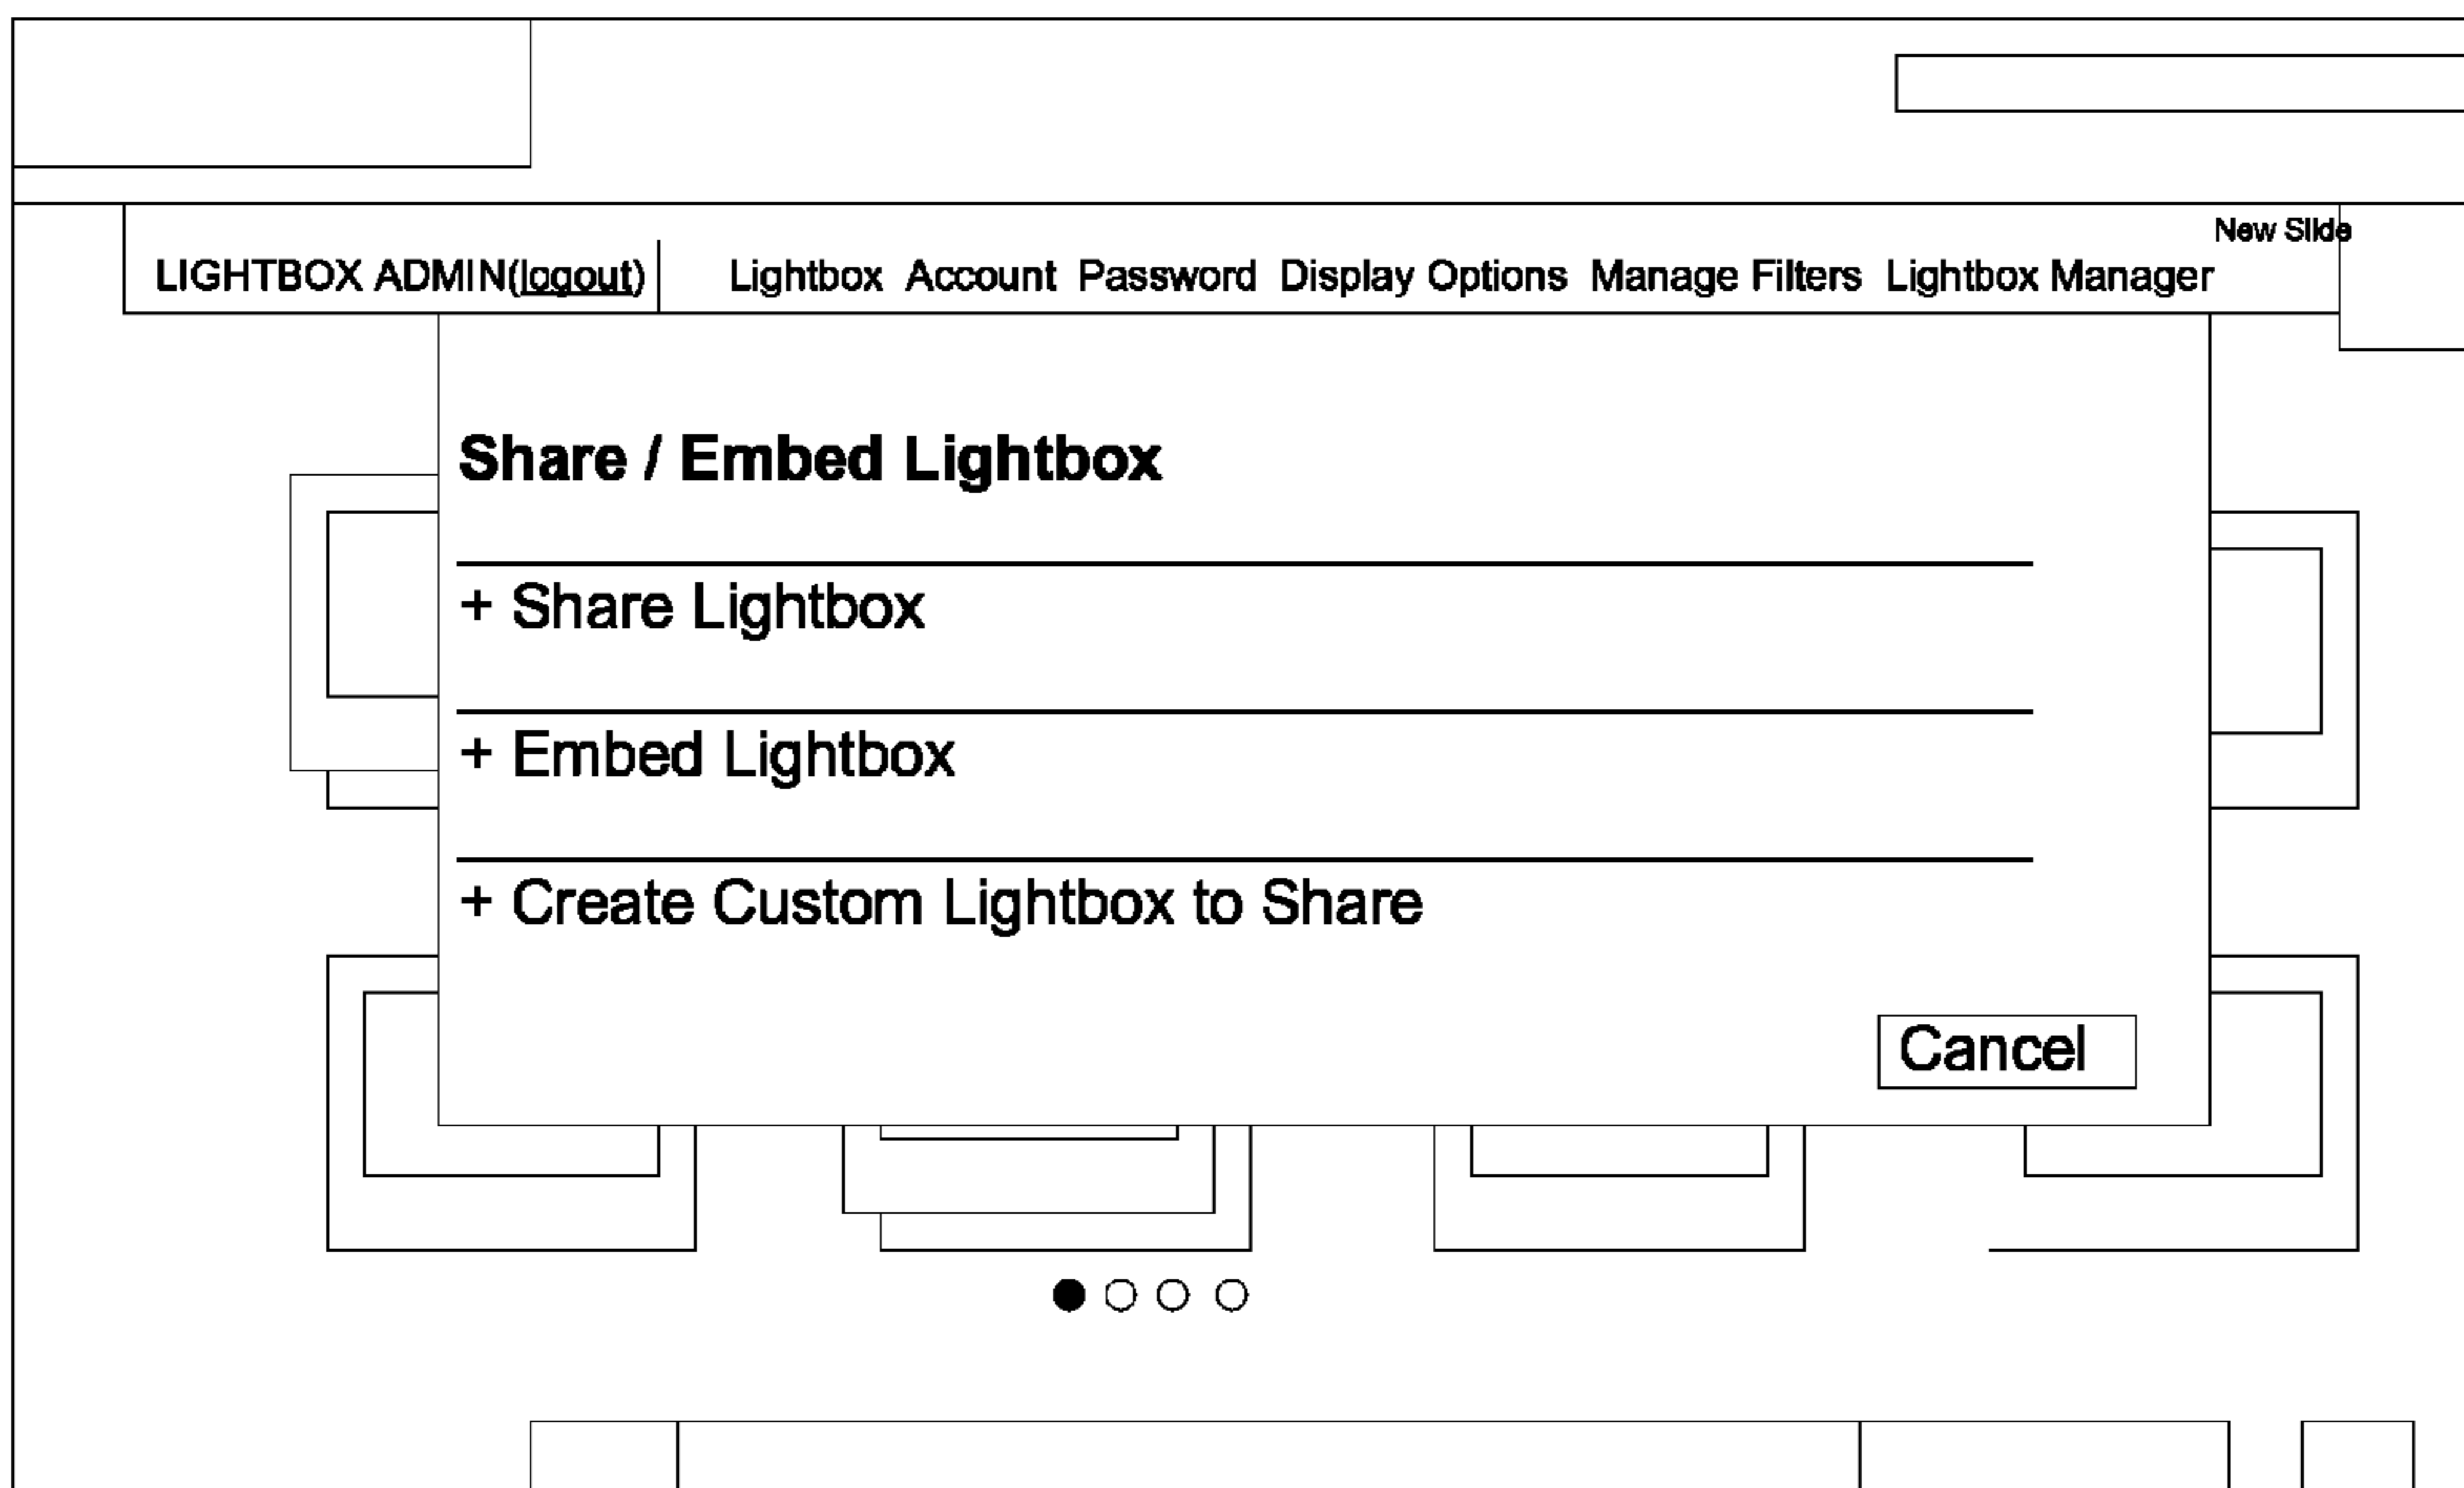 New Slide
LIGHTBOX ADMIN(logout) Lightbox Account Password Display Options Manage Filters Lightbox Manager
Share / Embed Lightbox
+ Share Lightbox
+ Embed Lightbox
+ Create Custom Lightbox to Share
Cancel